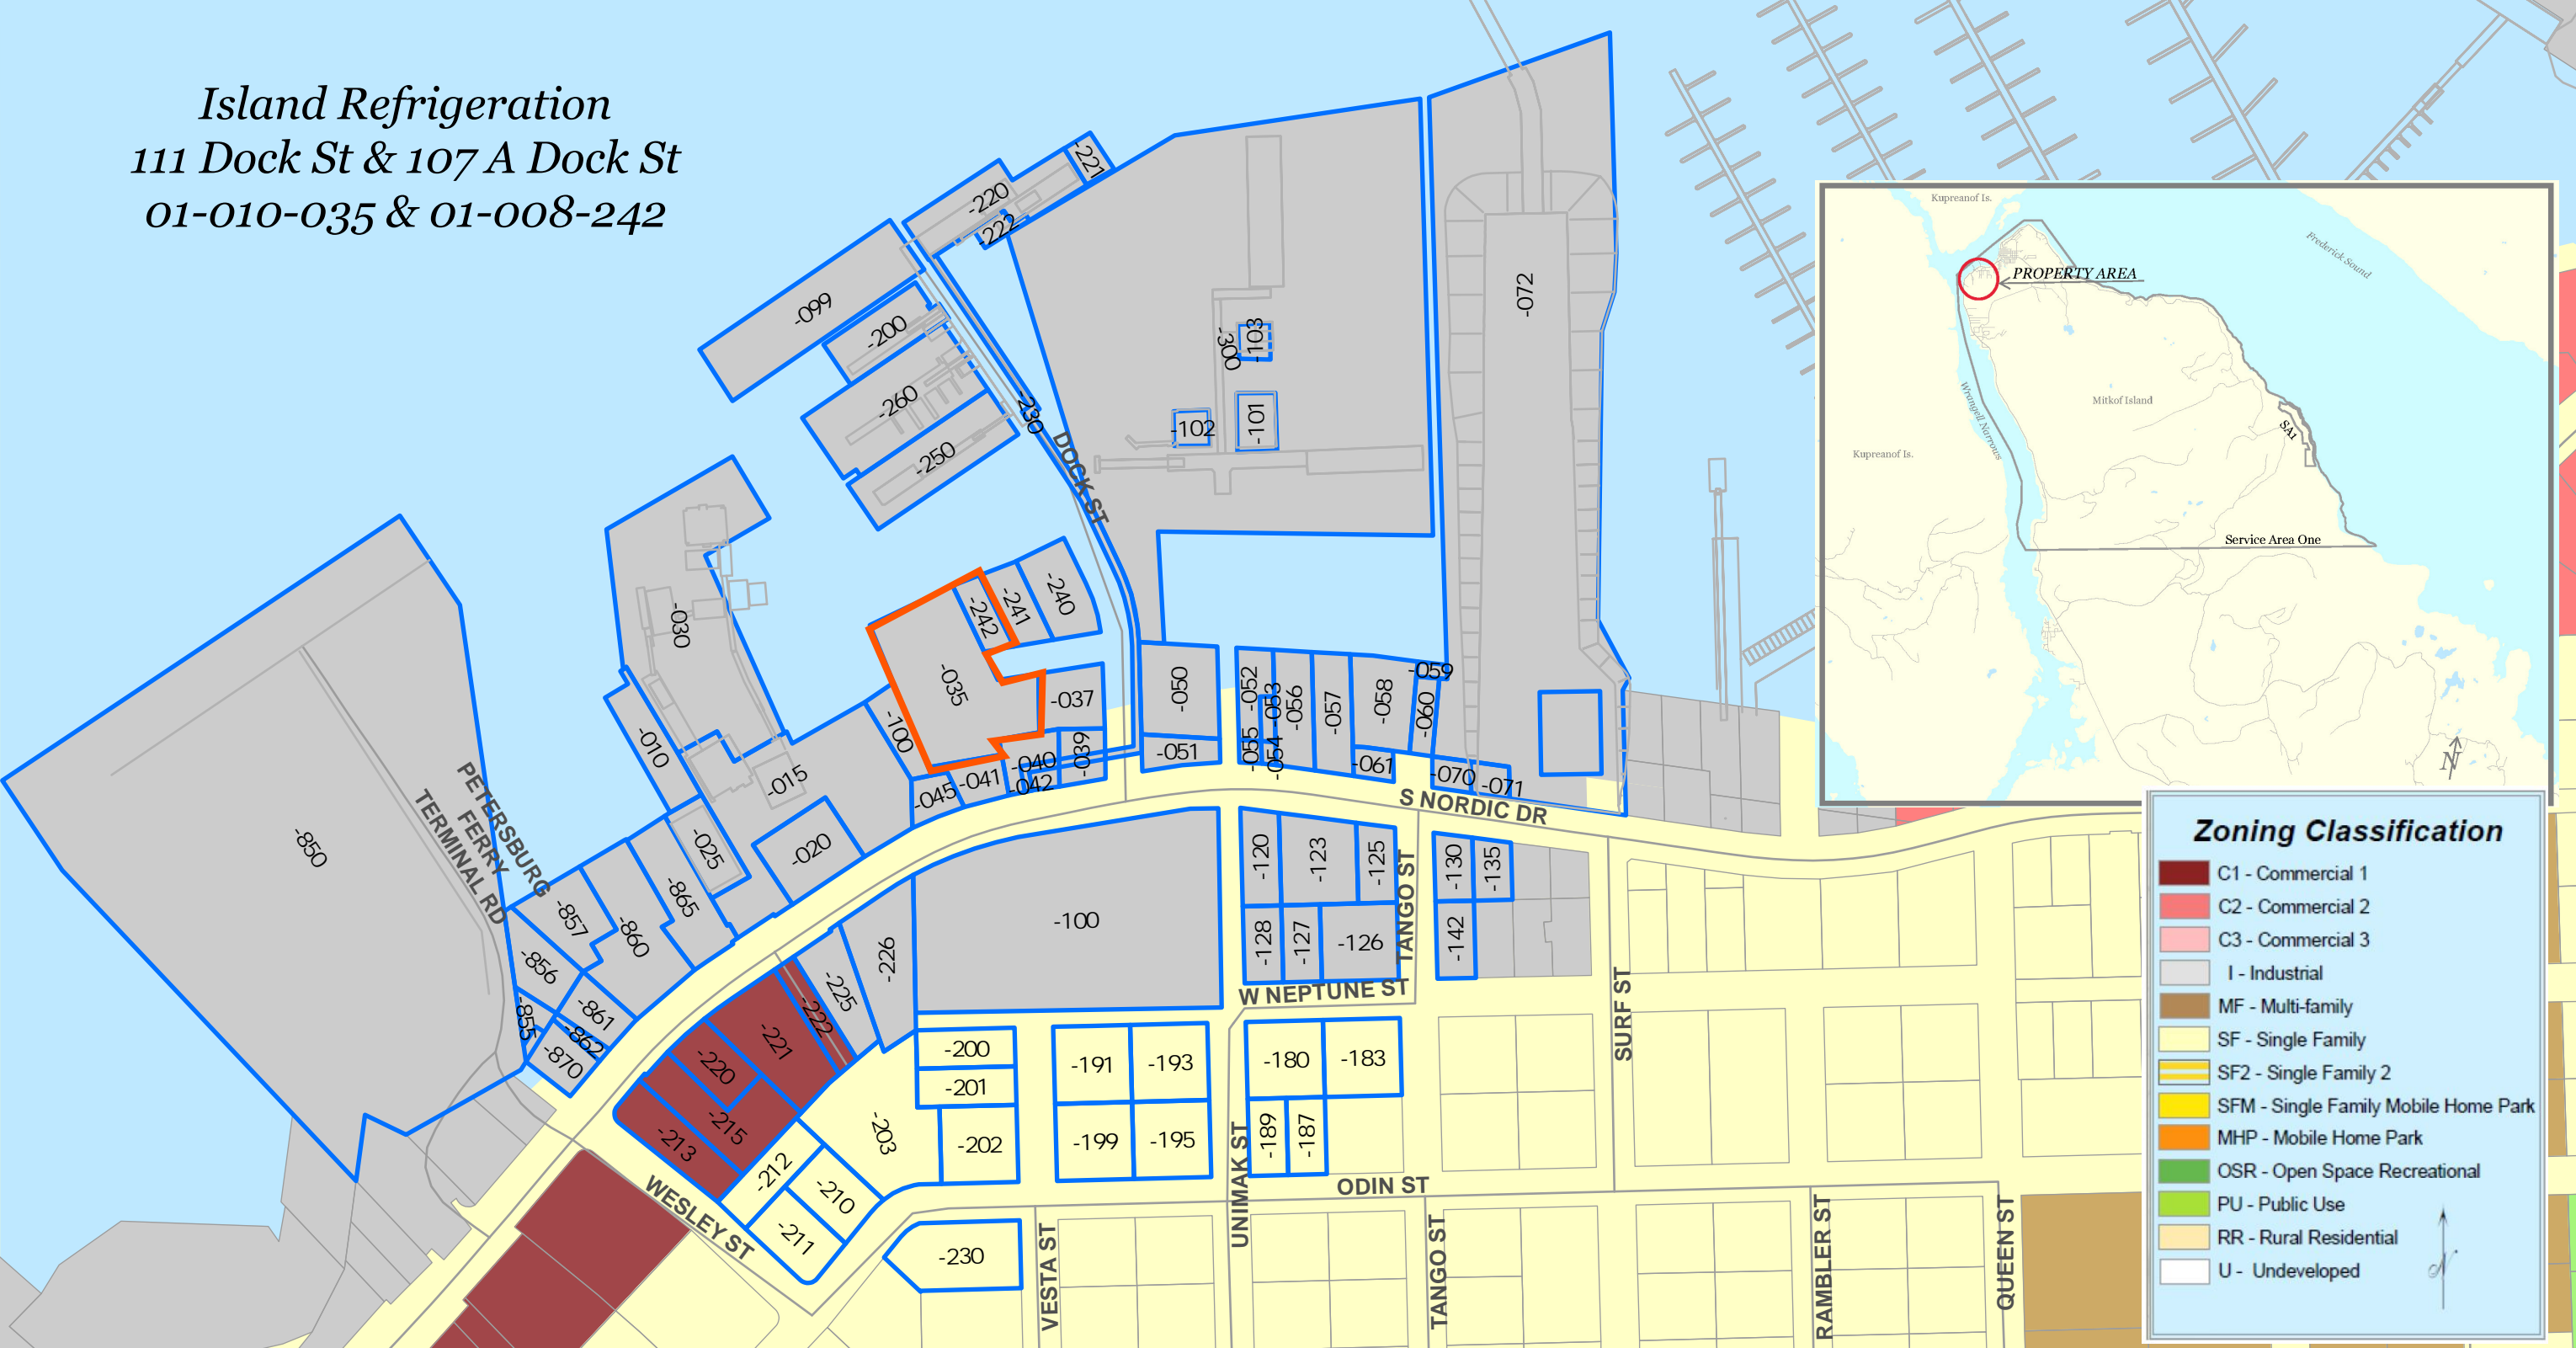 Island Refrigeration
111 Dock St & 107 A Dock St
01-010-035 & 01-008-242
-221
-220
-222
-099
-200
-260
-250
-230
DOCK ST
-300
-103
-101
-102
-072
-030
-240
-241
-242
-035
-037
-100
-010
-015
-039
-040
-041
-042
-045
-050
-051
-052
-053
-055
-054
-056
-057
-058
-059
-060
-061
-070
-071
S NORDIC DR
-850
PETERSBURG
FERRY
TERMINAL RD
-025
-020
-865
-857
-860
-856
-855
-861
-862
-870
-226
-225
-222
-221
-220
-215
-213
-100
-120
-123
-125
-128
-127
-126
TANGO ST
-130
-135
-142
W NEPTUNE ST
SURF ST
-200
-201
-202
-203
-191
-193
-199
-195
-180
-183
-189
-187
-212
-210
-211
-230
WESLEY ST
VESTA ST
UNIMAK ST
ODIN ST
TANGO ST
RAMBLER ST
QUEEN ST
Kupreanof Is.
Frederick Sound
PROPERTY AREA
Wrangell Narrows
Mitkof Island
SA1
Kupreanof Is.
Service Area One
N
Zoning Classification
C1 - Commercial 1
C2 - Commercial 2
C3 - Commercial 3
I - Industrial
MF - Multi-family
SF - Single Family
SF2 - Single Family 2
SFM - Single Family Mobile Home Park
MHP - Mobile Home Park
OSR - Open Space Recreational
PU - Public Use
RR - Rural Residential
U - Undeveloped
N